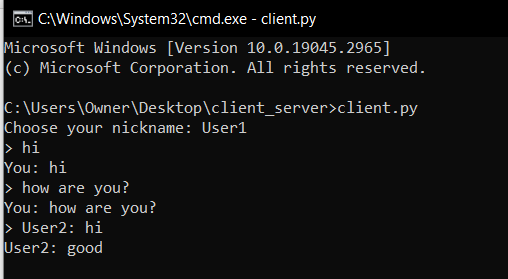 C:\Windows\System32\cmd.exe - client.py
Microsoft Windows [Version 10.0.19045.2965]
(c) Microsoft Corporation. All rights reserved.
C:\Users\Owner\Desktop\client_server>client.py
Choose your nickname: User1
> hi
You: hi
> how are you?
You: how are you?
> User2: hi
User2: good